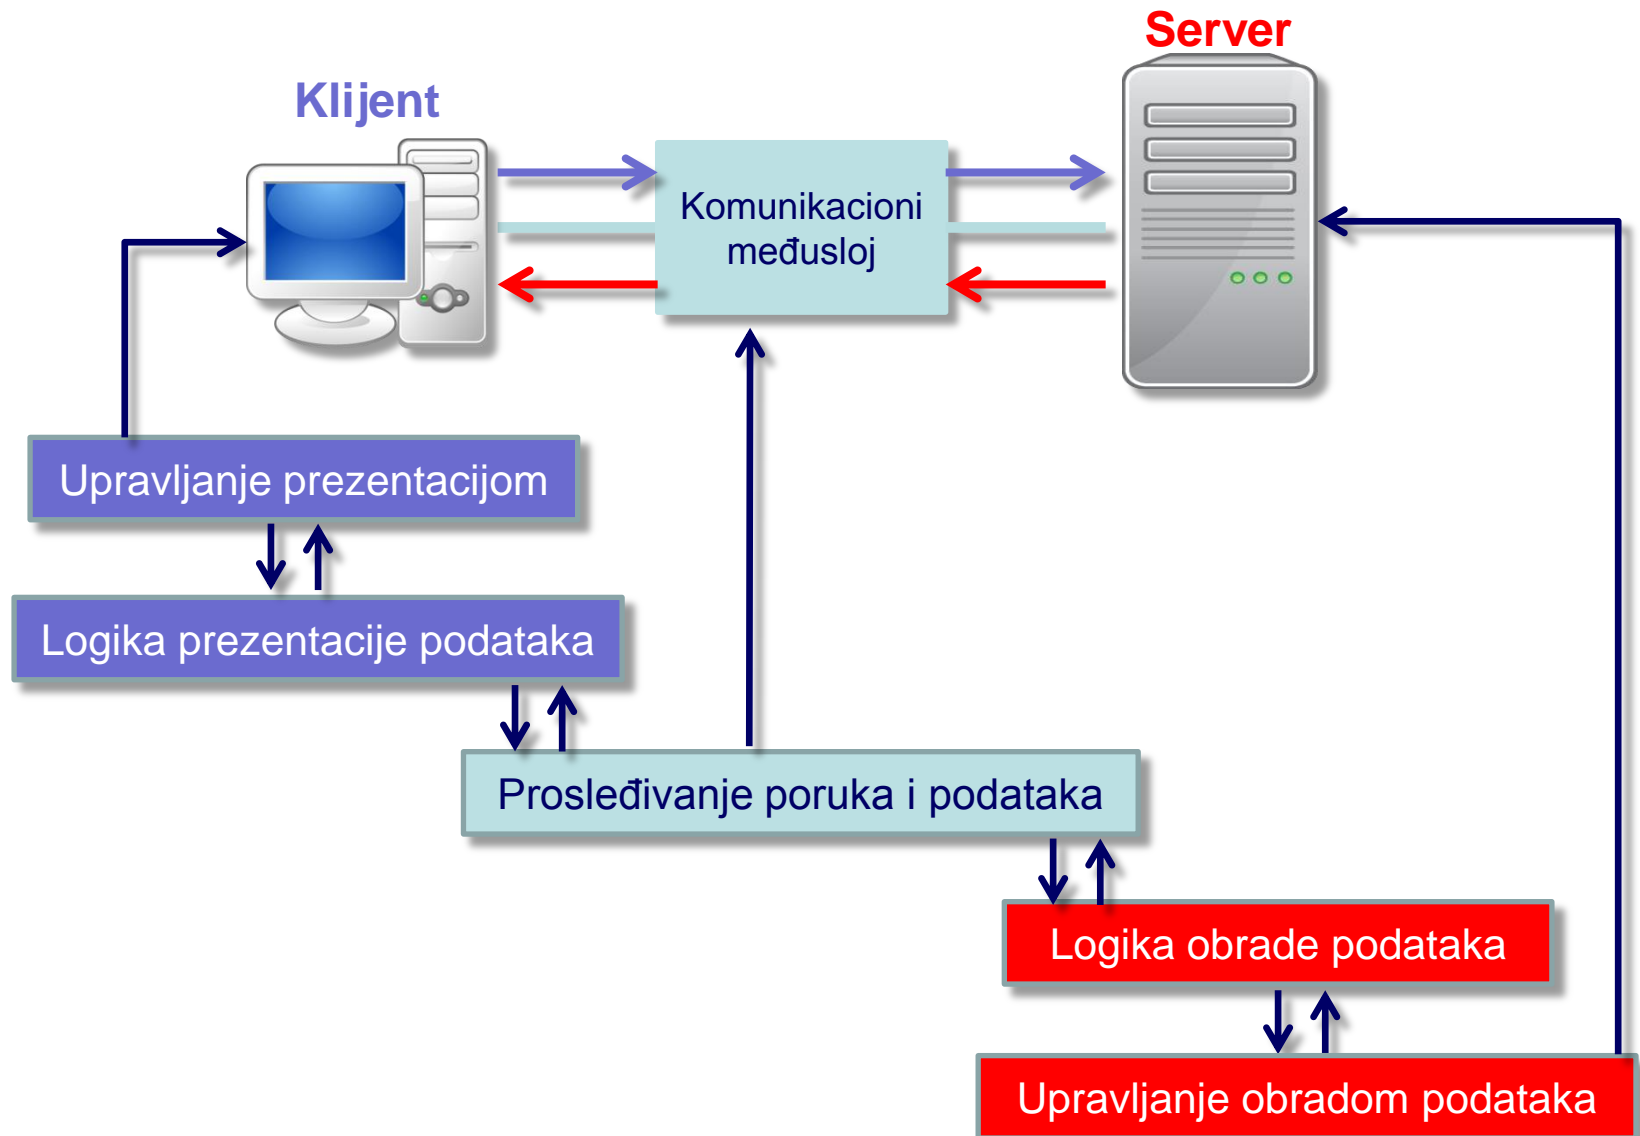 Server
Klijent
Komunikacioni
međusloj
Upravljanje prezentacijom
Logika prezentacije podataka
Prosleđivanje poruka i podataka
Logika obrade podataka
Upravljanje obradom podataka